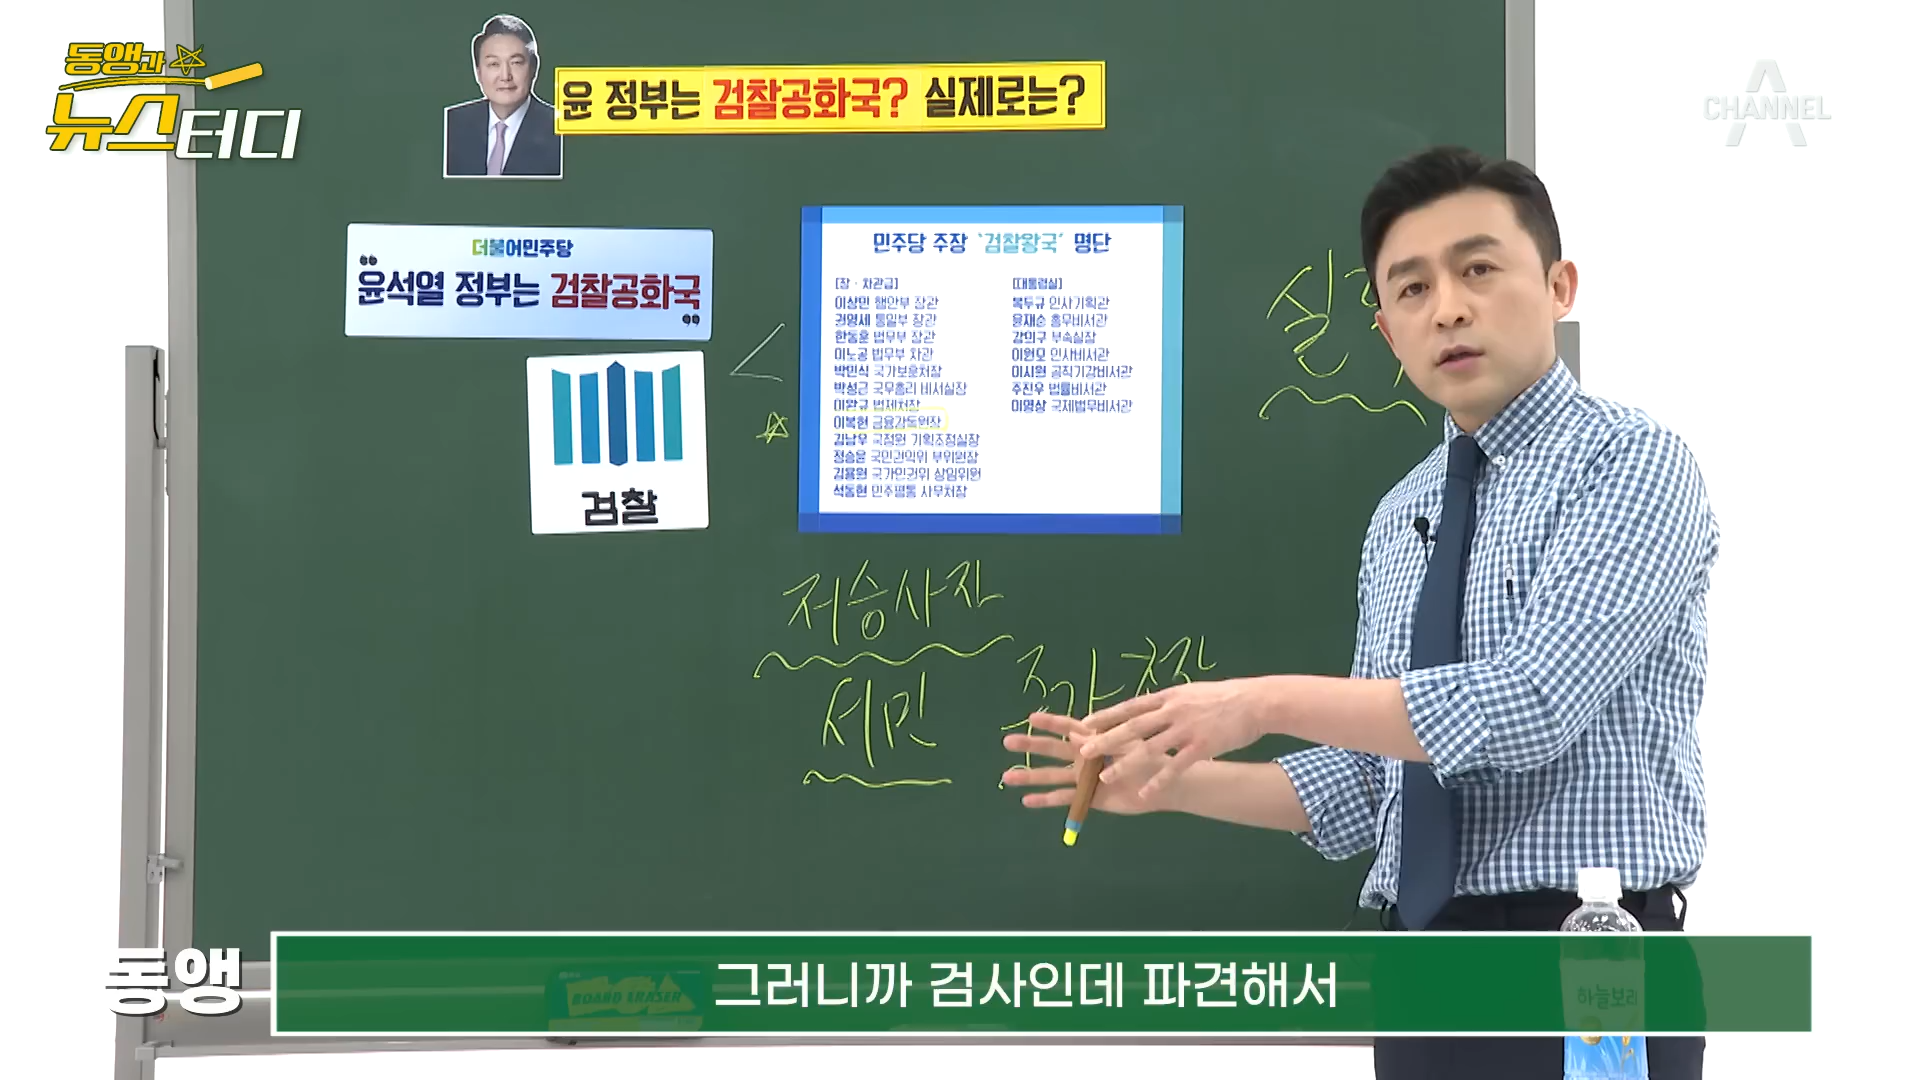 동앵과
뉴스터디
윤 정부는 검찰공화국? 실제로는?
CHANNEL A
더불어민주당
“윤석열 정부는 검찰공화국”
검찰
민주당 주장 '검찰왕국' 명단
[장·차관급]
이상민 행안부 장관
권영세 통일부 장관
한동훈 법무부 장관
이노공 법무부 차관
박민식 국가보훈처장
박성근 국무총리 비서실장
이완규 법제처장
이복현 금융감독원장
김남우 국정원 기획조정실장
정승윤 국민권익위 부위원장
김용원 국가인권위 상임위원
석동현 민주평통 사무처장
[대통령실]
복두규 인사기획관
윤재순 총무비서관
강의구 부속실장
이원모 인사비서관
이시원 공직기강비서관
주진우 법률비서관
이영상 국제법무비서관
저승사자
서민
동앵
그러니까 검사인데 파견해서
BOARD ERASER
하늘보리